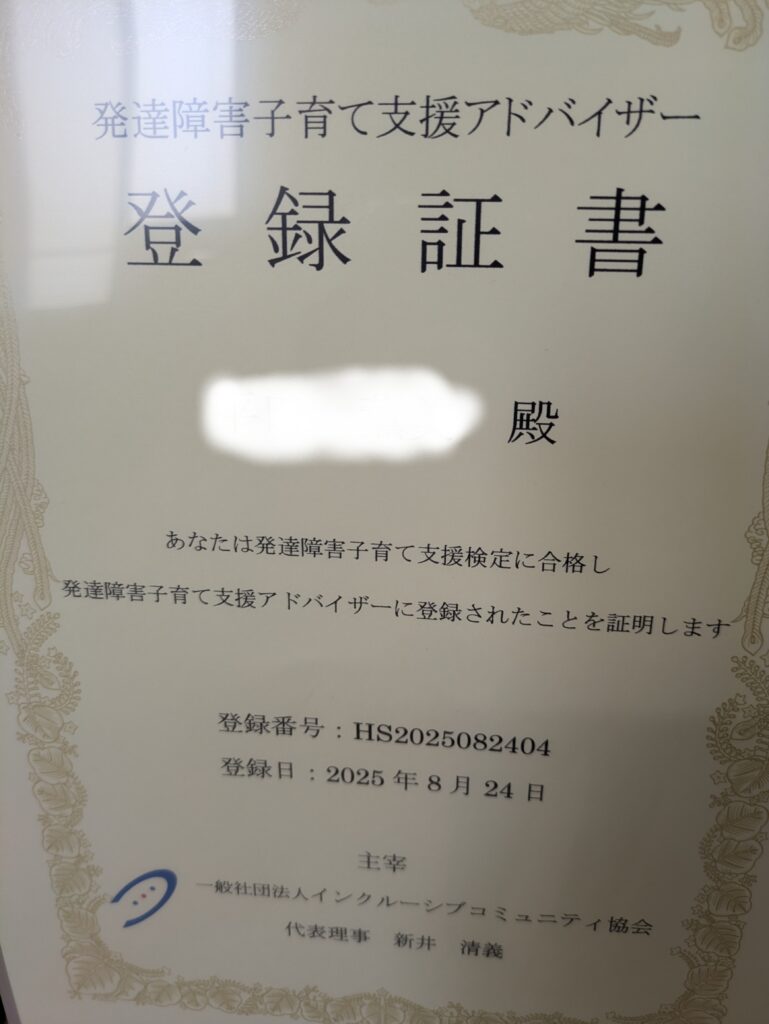 発達障害子育て支援アドバイザー
登録証書
殿
あなたは発達障害子育て支援検定に合格し
発達障害子育て支援アドバイザーに登録されたことを証明します
登録番号：HS2025082404
登録日：2025年8月24日
主宰
一般社団法人インクルーシブコミュニティ協会
代表理事 新井 清義